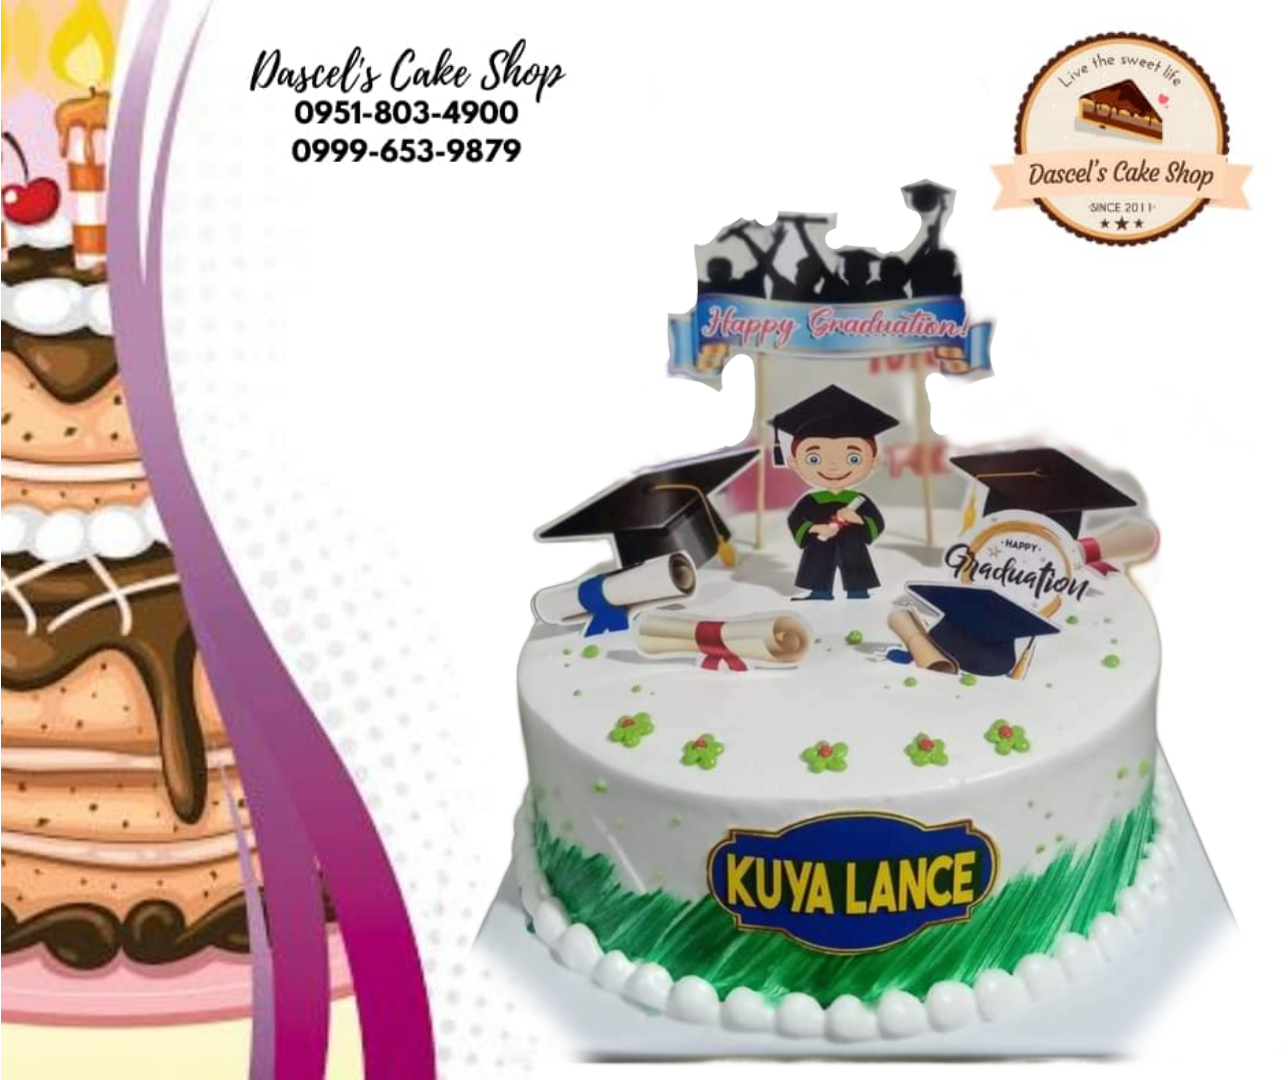 Dascel's Cake Shop
0951-803-4900
0999-653-9879
Live the sweet life
Dascel's Cake Shop
·SINCE 2011·
Happy Graduation!
·HAPPY·
Graduation
KUYA LANCE